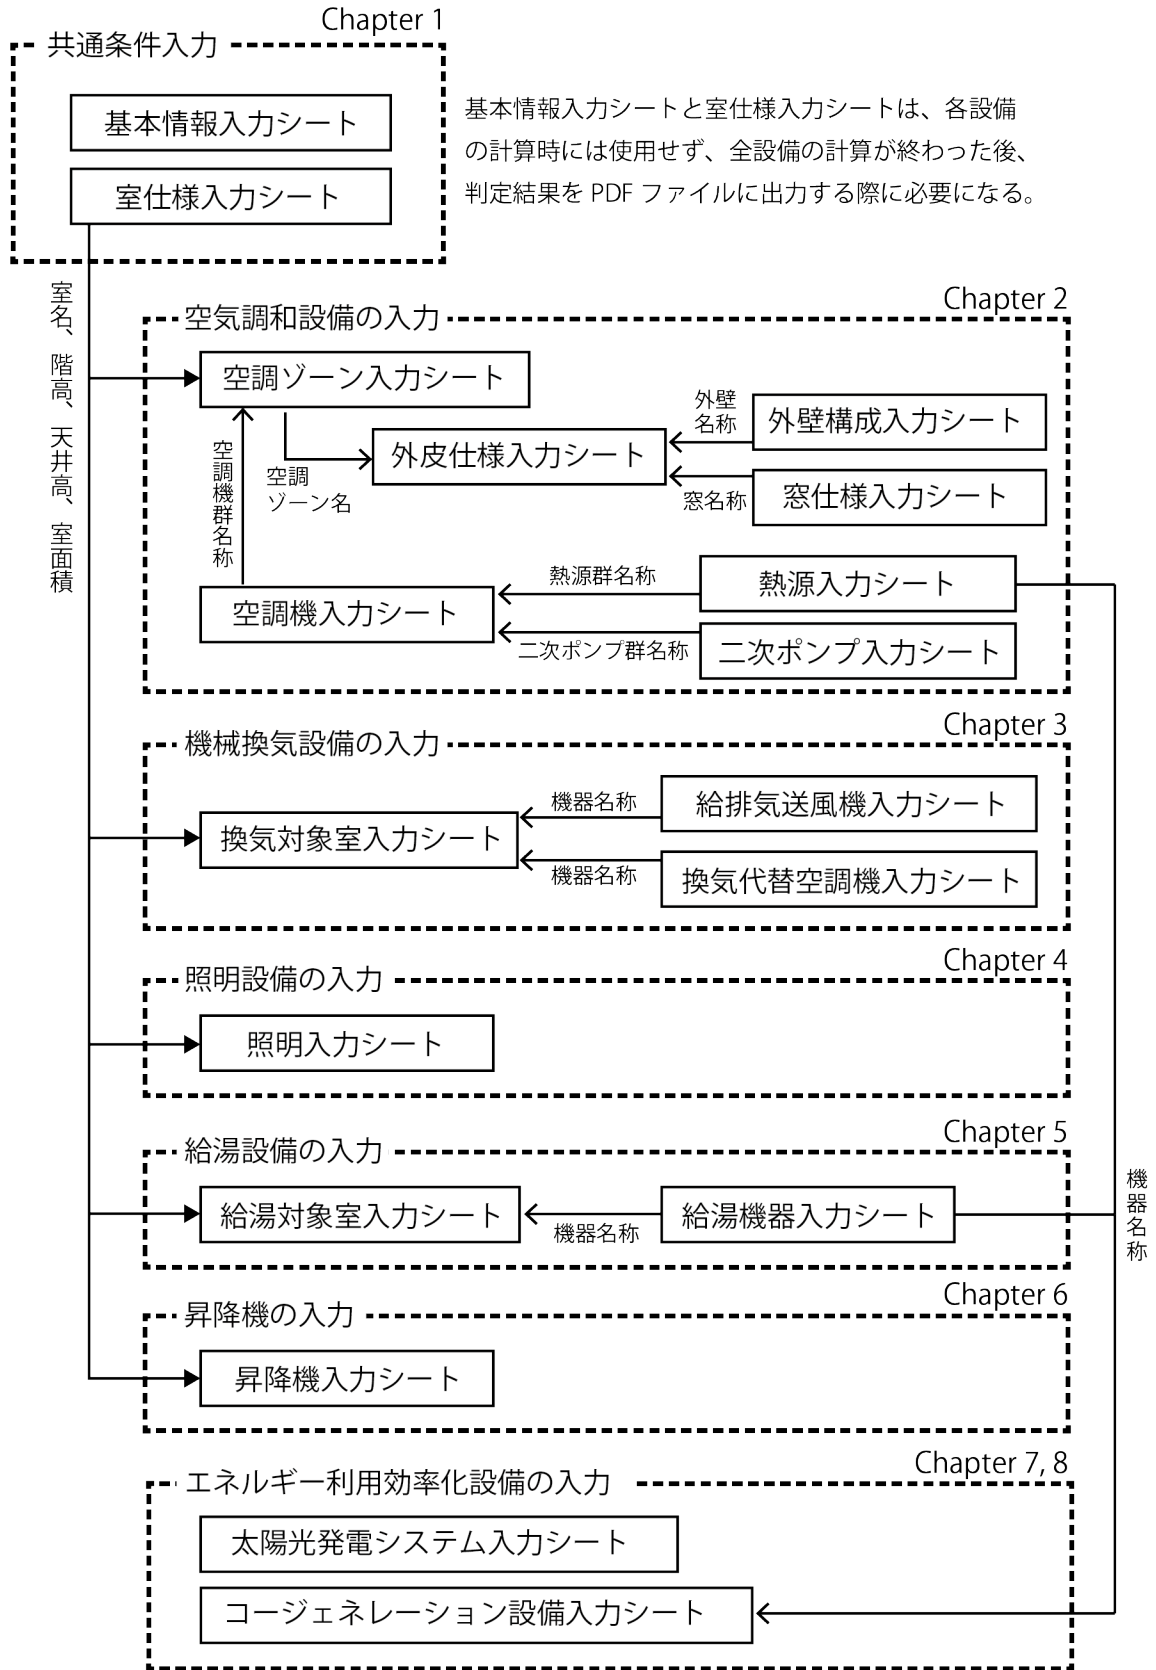 Chapter 1
共通条件入力
基本情報入力シート
室仕様入力シート
基本情報入力シートと室仕様入力シートは、各設備
の計算時には使用せず、全設備の計算が終わった後、
判定結果を PDF ファイルに出力する際に必要になる。
室名、階高、天井高、室面積
Chapter 2
空気調和設備の入力
空調ゾーン入力シート
外壁
名称
外壁構成入力シート
外皮仕様入力シート
空調機群名称
空調
ゾーン名
窓名称
窓仕様入力シート
熱源群名称
熱源入力シート
空調機入力シート
二次ポンプ群名称
二次ポンプ入力シート
Chapter 3
機械換気設備の入力
機器名称
給排気送風機入力シート
換気対象室入力シート
機器名称
換気代替空調機入力シート
Chapter 4
照明設備の入力
照明入力シート
Chapter 5
給湯設備の入力
給湯対象室入力シート
機器名称
給湯機器入力シート
機器名称
Chapter 6
昇降機の入力
昇降機入力シート
Chapter 7, 8
エネルギー利用効率化設備の入力
太陽光発電システム入力シート
コージェネレーション設備入力シート